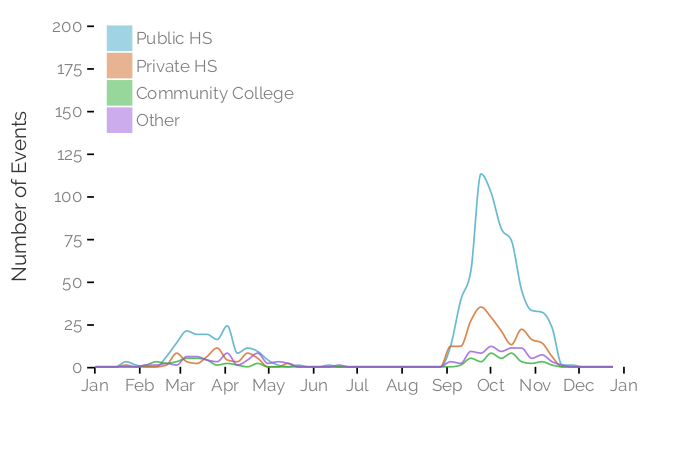 200
175
150
125
100
75
50
25
0
Number of Events
Public HS
Private HS
Community College
Other
Jan Feb Mar Apr May Jun Jul Aug Sep Oct Nov Dec Jan